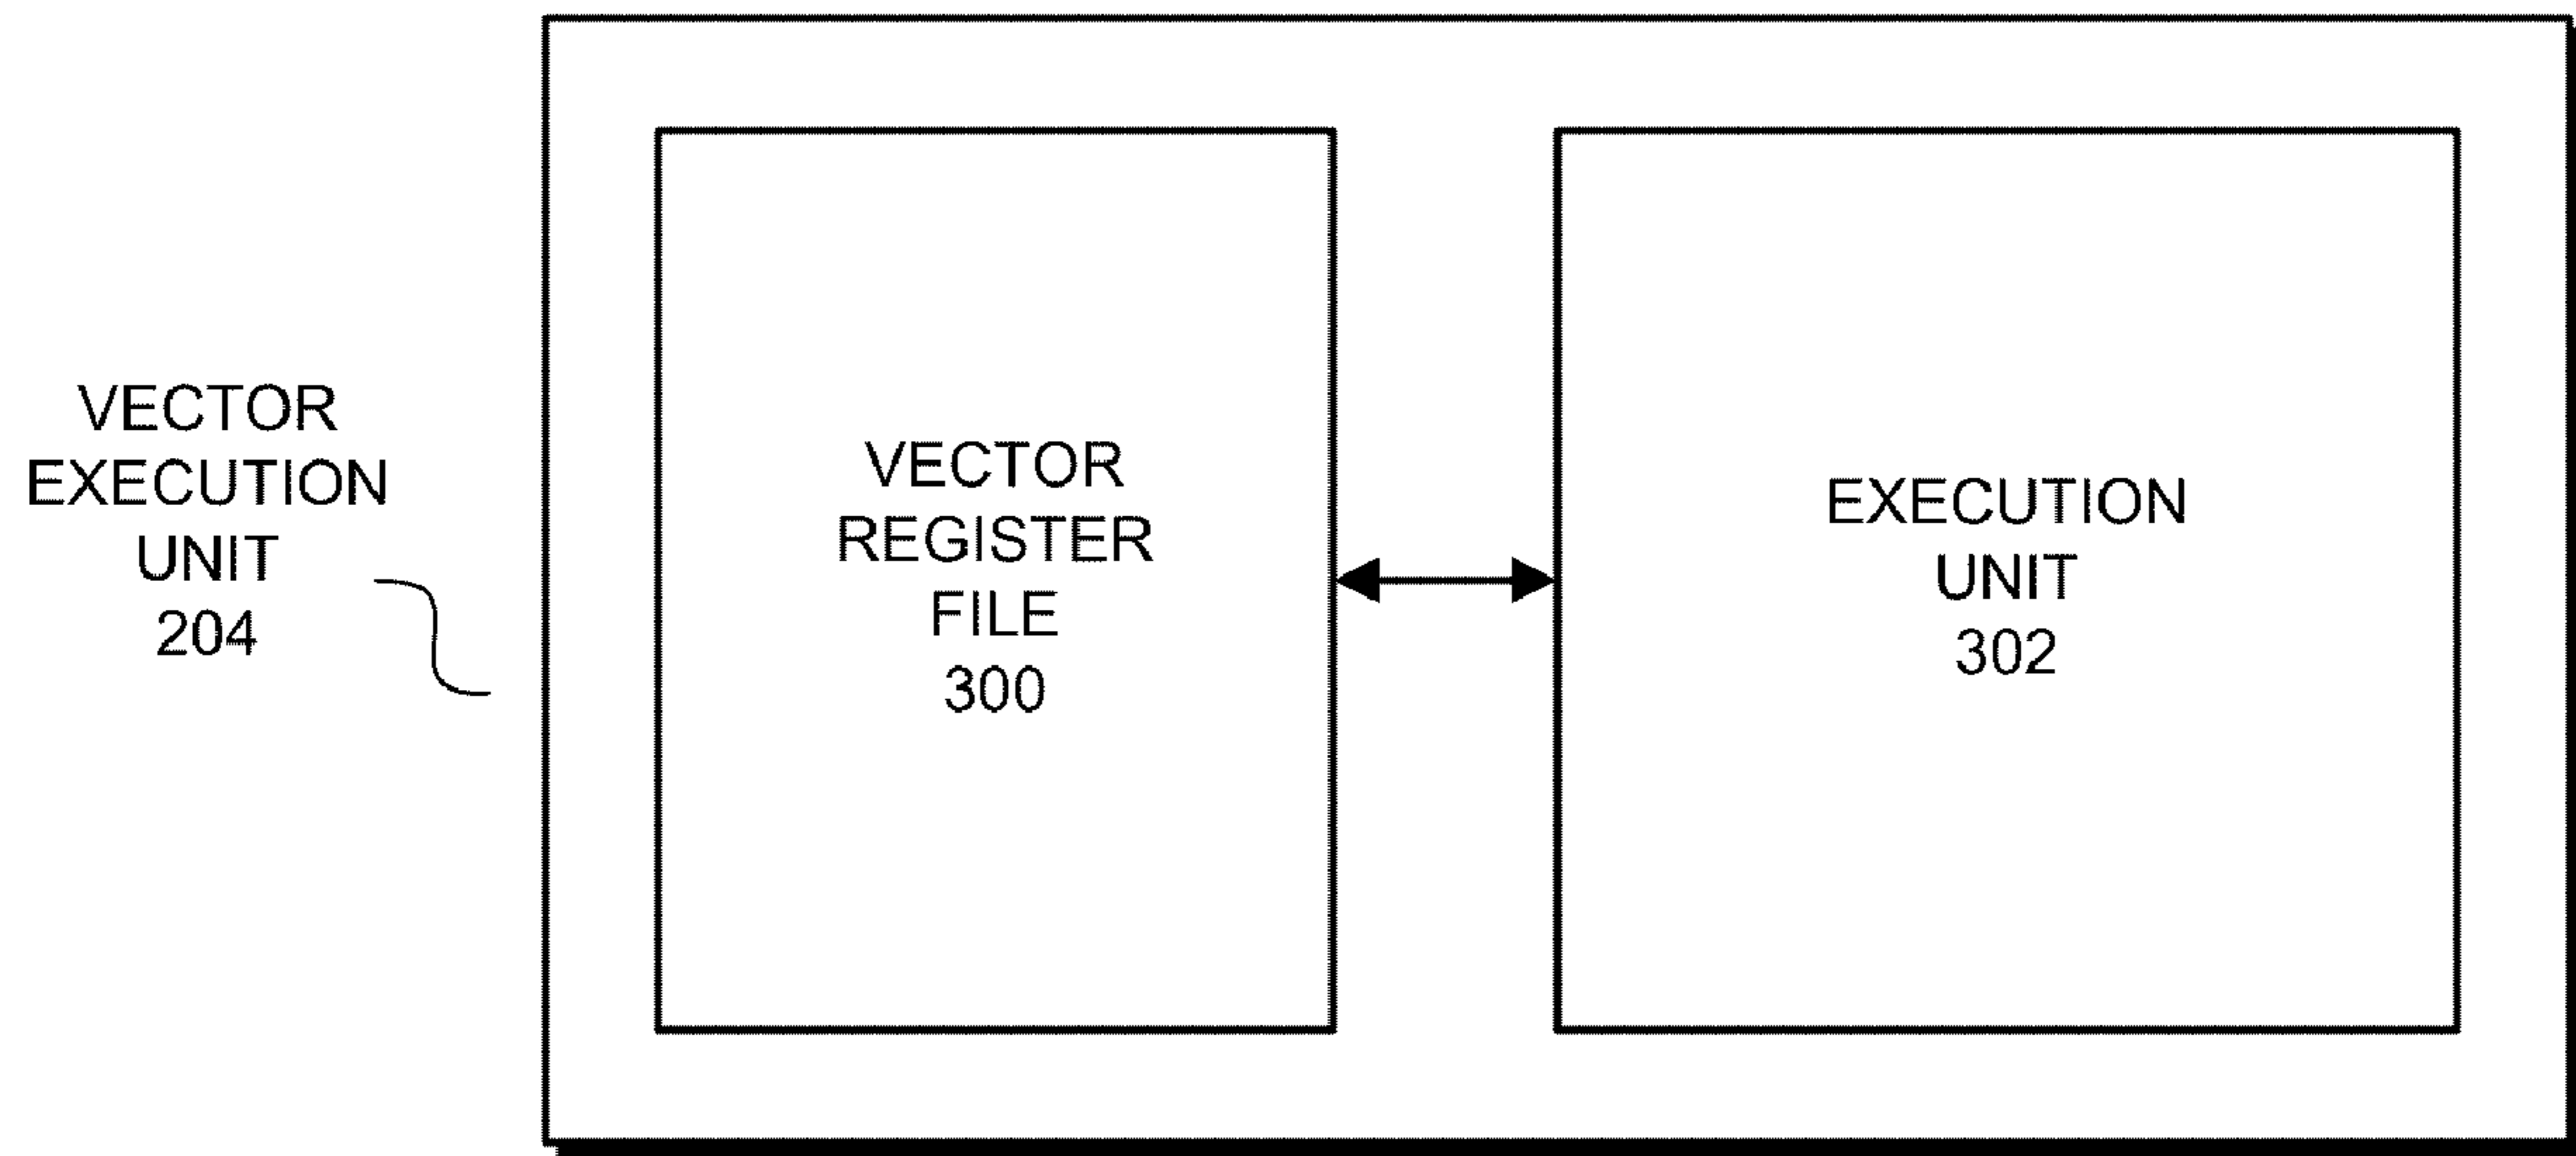 VECTOR
EXECUTION
UNIT
204
VECTOR
REGISTER
FILE
300
EXECUTION
UNIT
302